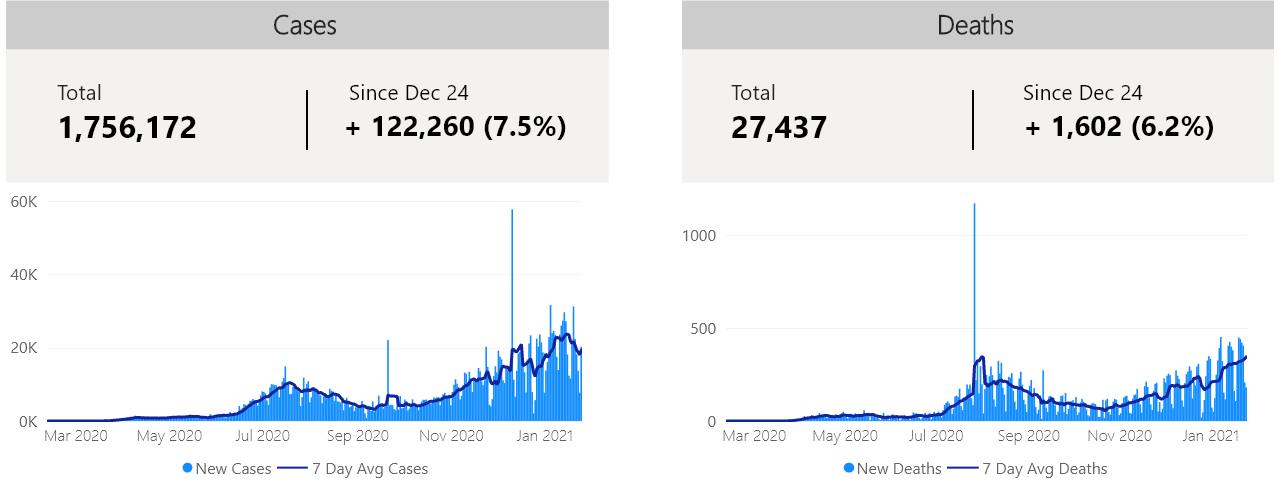 Cases
Total
1,756,172
Since Dec 24
+ 122,260 (7.5%)
60K
40K
20K
0K
Mar 2020 May 2020 Jul 2020 Sep 2020 Nov 2020 Jan 2021
New Cases 7 Day Avg Cases
Deaths
Total
27,437
Since Dec 24
+ 1,602 (6.2%)
1000
500
0
Mar 2020 May 2020 Jul 2020 Sep 2020 Nov 2020 Jan 2021
New Deaths 7 Day Avg Deaths